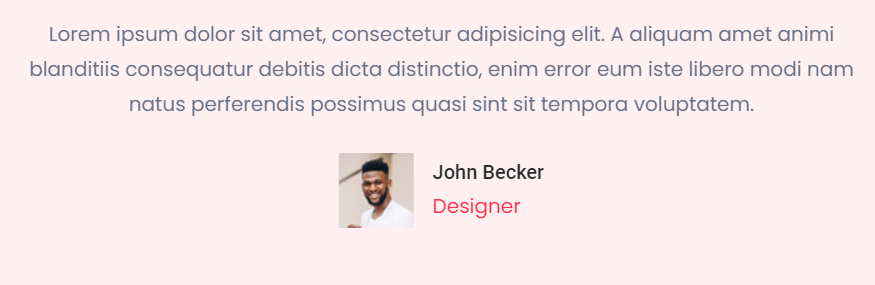 Lorem ipsum dolor sit amet, consectetur adipisicing elit. A aliquam amet animi
blanditiis consequatur debitis dicta distinctio, enim error eum iste libero modi nam
natus perferendis possimus quasi sint sit tempora voluptatem.
John Becker
Designer